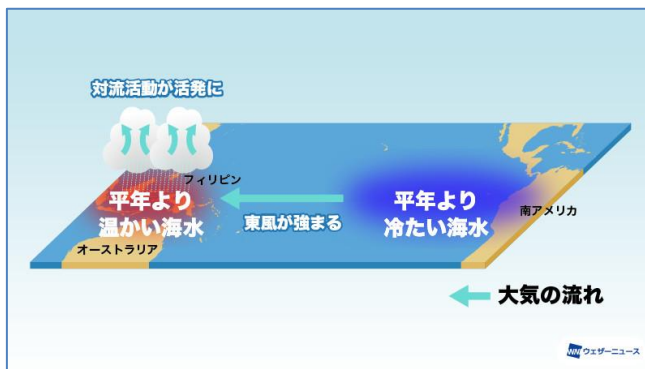 対流活動が活発に
フィリピン
平年より
温かい海水
東風が強まる
平年より
冷たい海水
南アメリカ
オーストラリア
大気の流れ
WNI ウェザーニュース